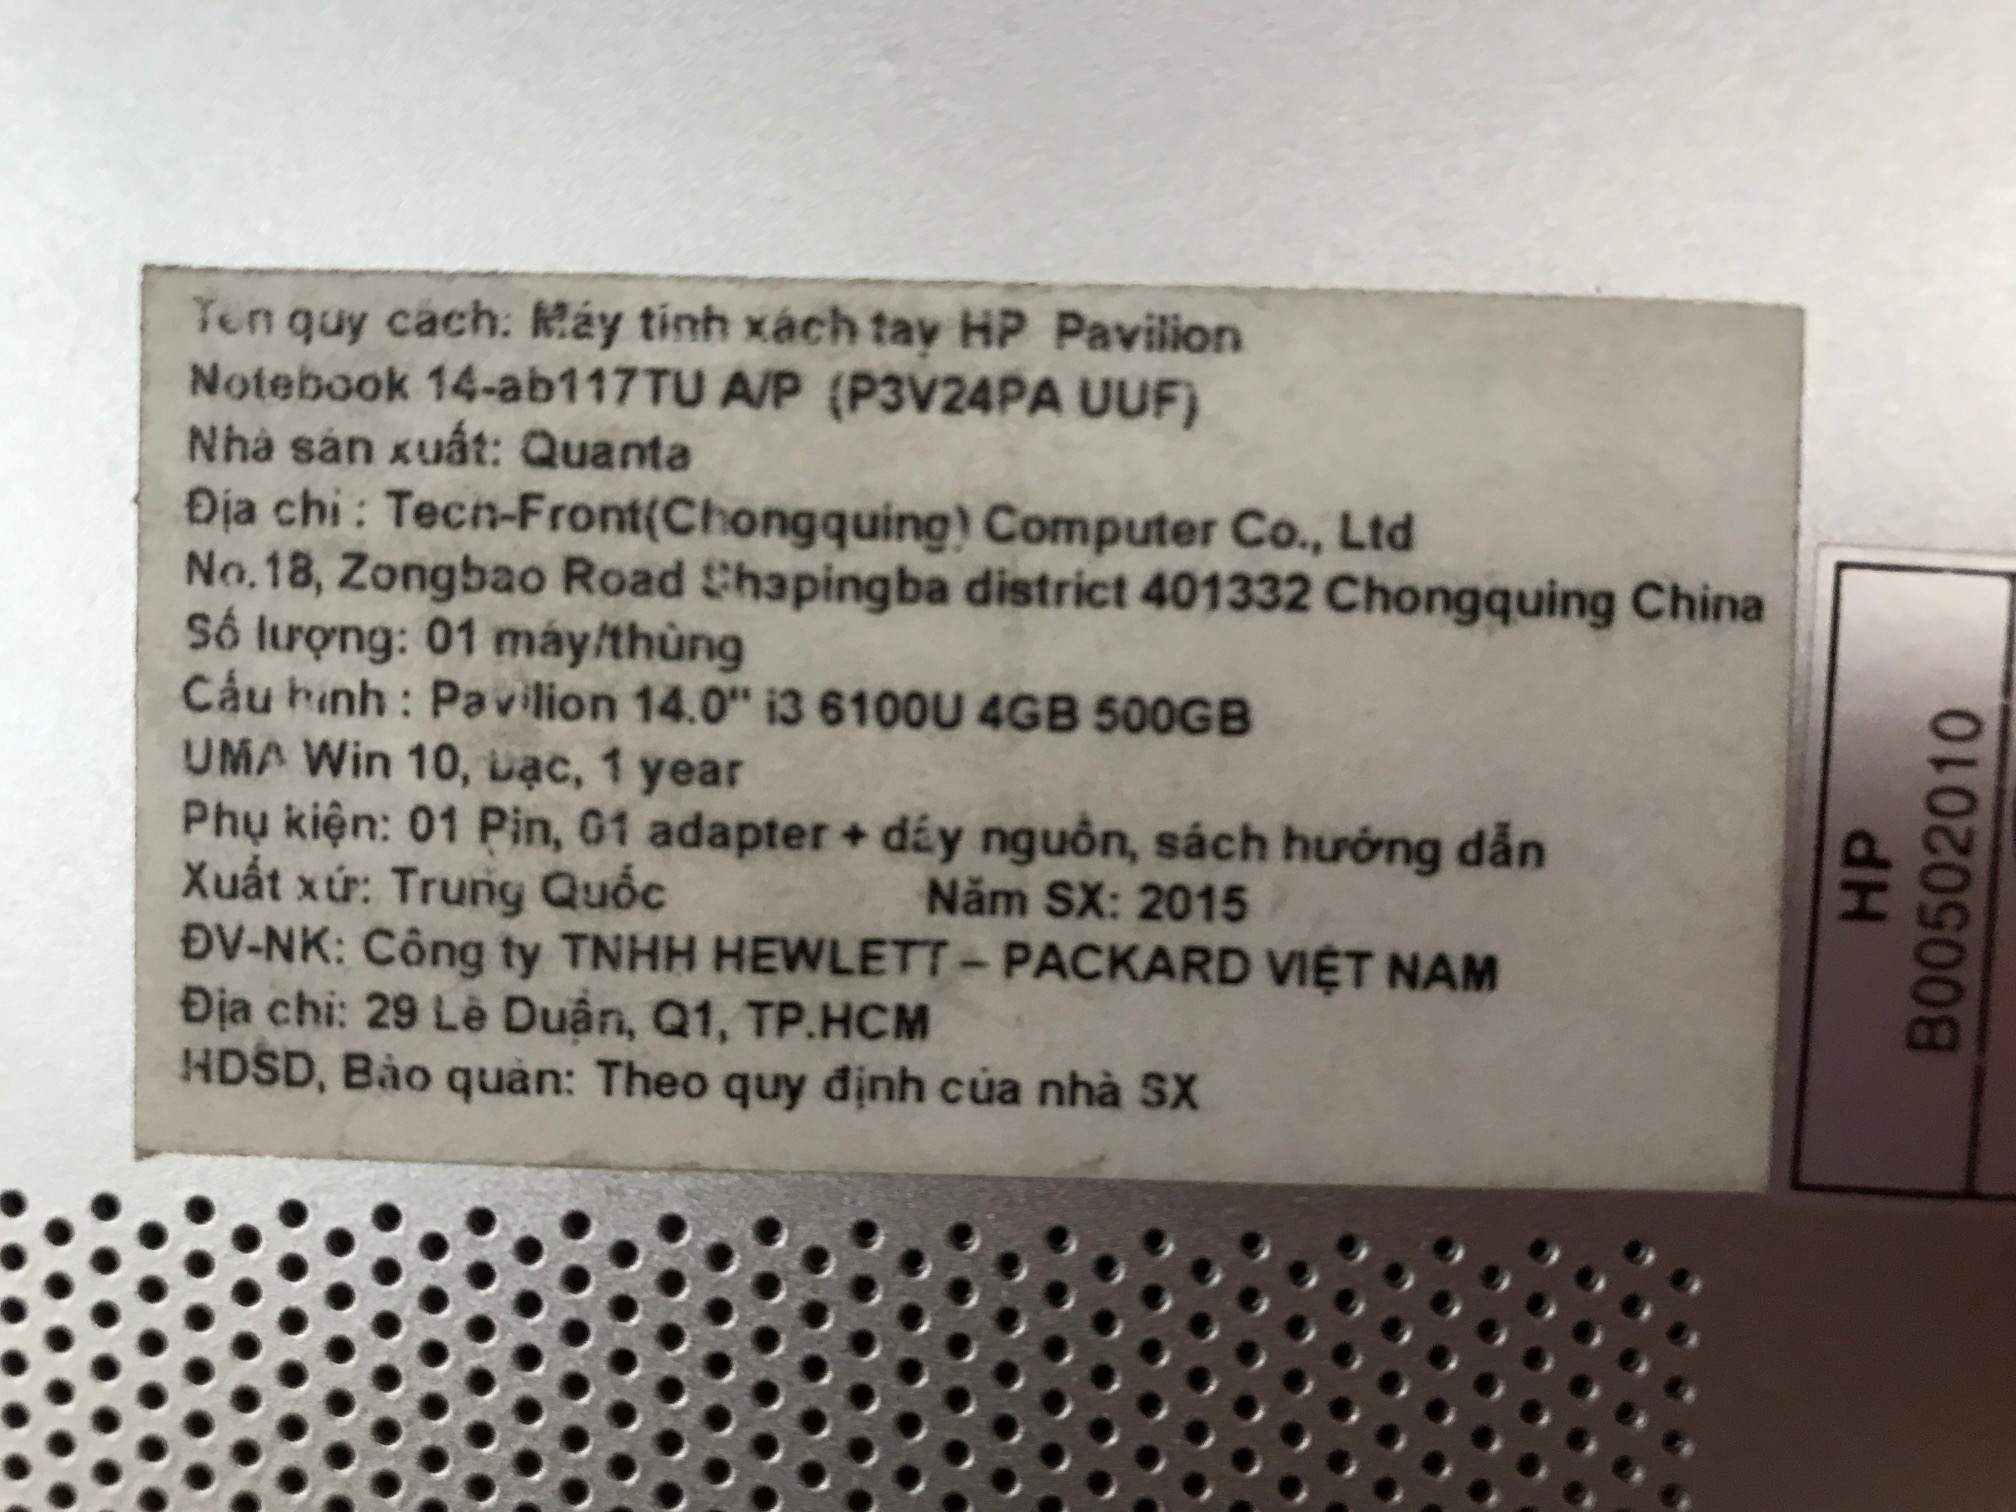 Tên quy cách: Máy tính xách tay HP Pavilion
Notebook 14-ab117TU A/P (P3V24PA UUF)
Nhà sản xuất: Quanta
Địa chỉ : Tech-Front(Chongquing) Computer Co., Ltd
No.18, Zongbao Road Shapingba district 401332 Chongquing China
Số lượng: 01 máy/thùng
Cấu hình : Pavilion 14.0" i3 6100U 4GB 500GB
UMA Win 10, bạc, 1 year
Phụ kiện: 01 Pin, 01 adapter + dây nguồn, sách hướng dẫn
Xuất xứ: Trung Quốc Năm SX: 2015
ĐV-NK: Công ty TNHH HEWLETT – PACKARD VIỆT NAM
Địa chỉ: 29 Lê Duẩn, Q1, TP.HCM
HDSD, Bảo quản: Theo quy định của nhà SX
HP
B00502010